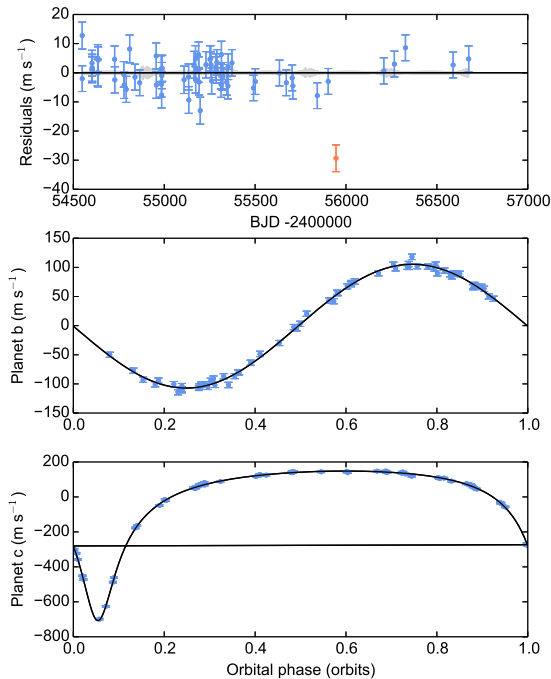 20
10
0
−10
−20
−30
−40
Residuals (m s⁻¹)
54500 55000 55500 56000 56500 57000
BJD -2400000
150
100
50
0
−50
−100
−150
Planet b (m s⁻¹)
0.0 0.2 0.4 0.6 0.8 1.0
200
0
−200
−400
−600
−800
Planet c (m s⁻¹)
0.0 0.2 0.4 0.6 0.8 1.0
Orbital phase (orbits)